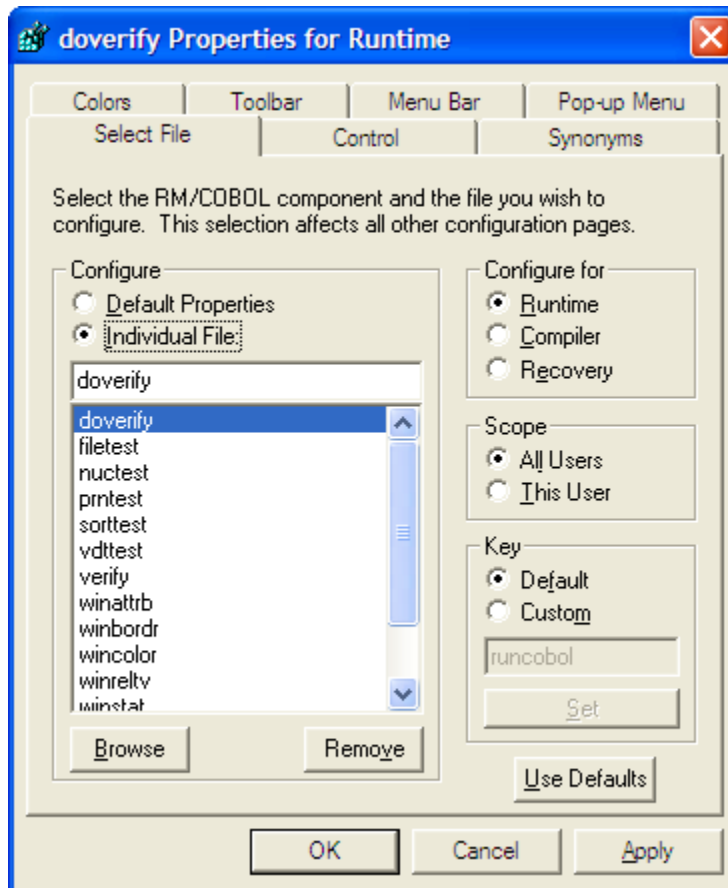 doverify Properties for Runtime
Colors Toolbar Menu Bar Pop-up Menu
Select File Control Synonyms
Select the RM/COBOL component and the file you wish to
configure. This selection affects all other configuration pages.
Configure
Default Properties
Individual File:
doverify
doverify
filetest
nuctest
prntest
sorttest
vdttest
verify
winattrb
winbordr
wincolor
winreltv
winstat
Browse Remove
Configure for
Runtime
Compiler
Recovery
Scope
All Users
This User
Key
Default
Custom
runcobol
Set
Use Defaults
OK Cancel Apply